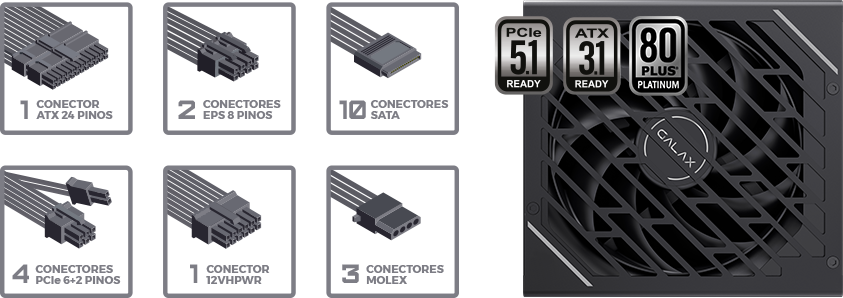 1 CONECTOR
ATX 24 PINOS
2 CONECTORES
EPS 8 PINOS
10 CONECTORES
SATA
4 CONECTORES
PCIe 6+2 PINOS
1 CONECTOR
12VHPWR
3 CONECTORES
MOLEX
PCIe
5.1
READY
ATX
3.1
READY
80
PLUS®
PLATINUM
GALAX